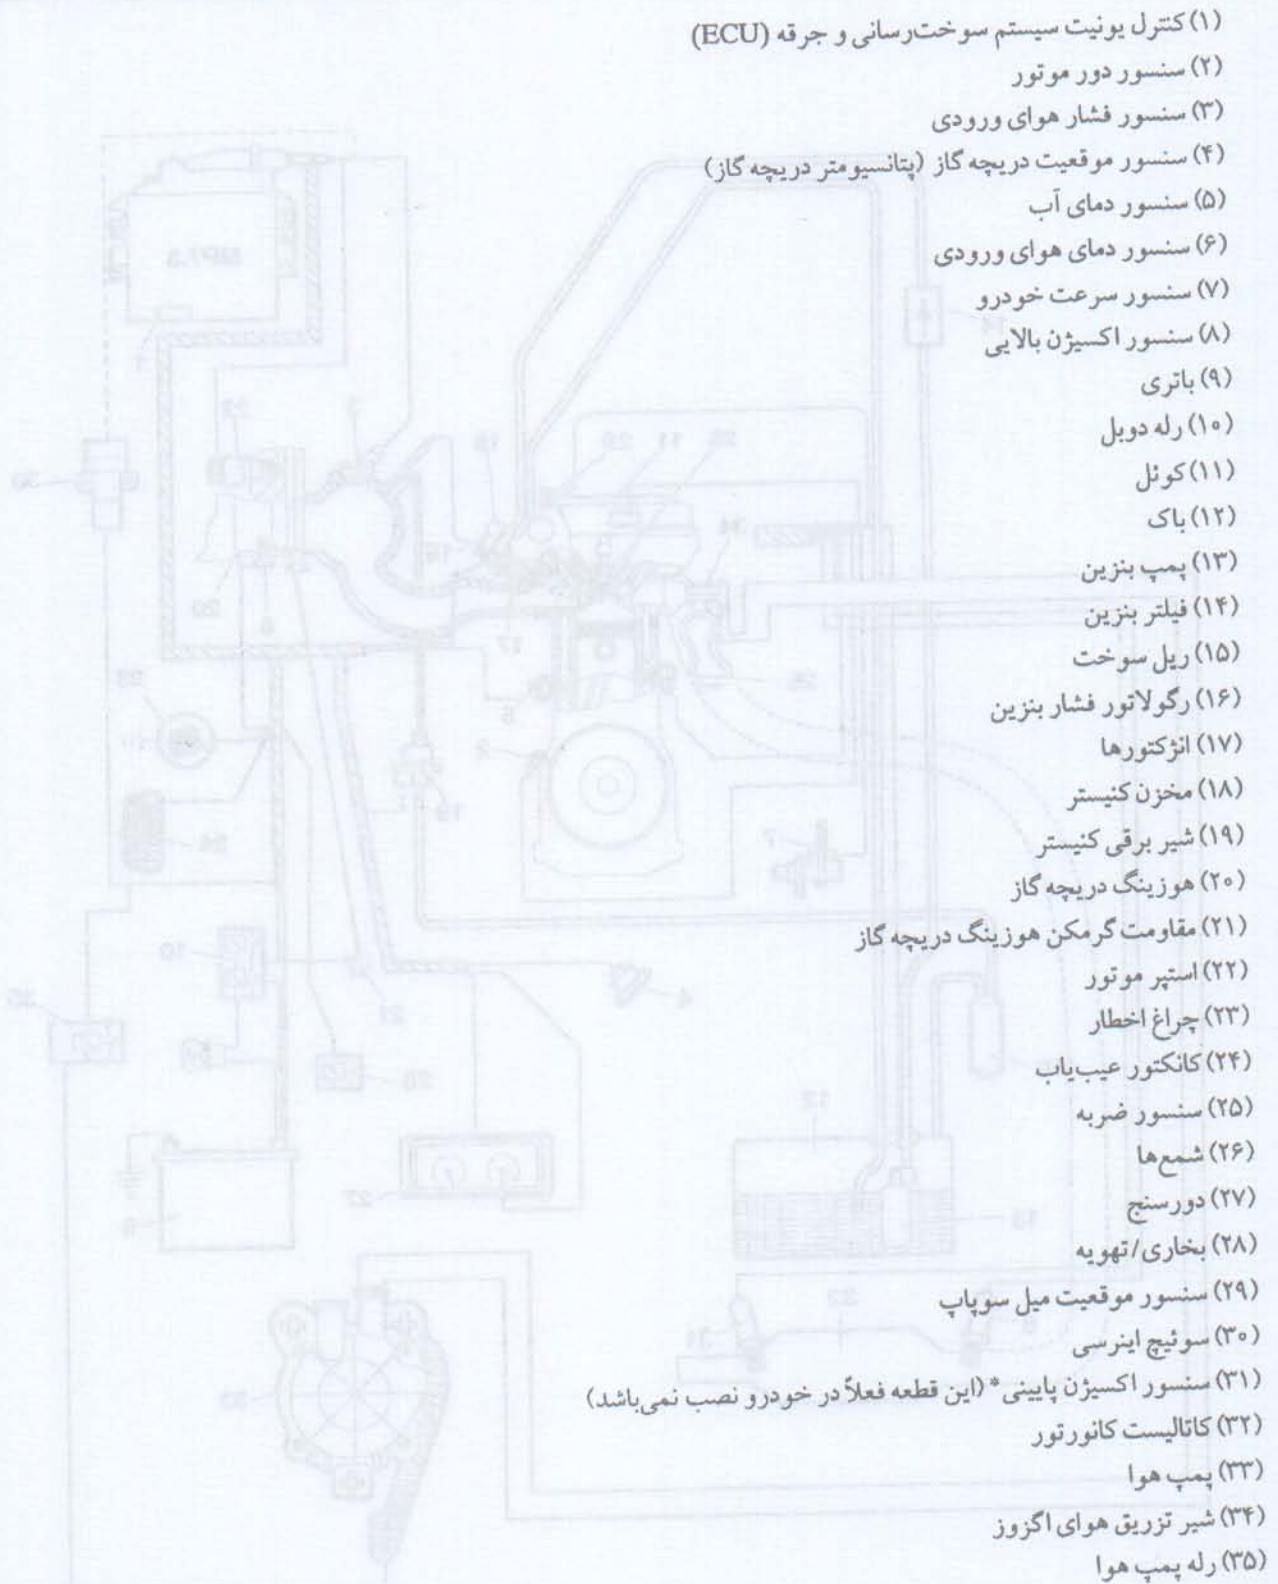 (۱) کنترل یونیت سیستم سوخت‌رسانی و جرقه (ECU)
(۲) سنسور دور موتور
(۳) سنسور فشار هوای ورودی
(۴) سنسور موقعیت دریچه گاز (پتانسیومتر دریچه گاز)
(۵) سنسور دمای آب
(۶) سنسور دمای هوای ورودی
(۷) سنسور سرعت خودرو
(۸) سنسور اکسیژن بالایی
(۹) باتری
(۱۰) رله دوبل
(۱۱) کوئل
(۱۲) باک
(۱۳) پمپ بنزین
(۱۴) فیلتر بنزین
(۱۵) ریل سوخت
(۱۶) رگولاتور فشار بنزین
(۱۷) انژکتورها
(۱۸) مخزن کنیستر
(۱۹) شیر برقی کنیستر
(۲۰) هوزینگ دریچه گاز
(۲۱) مقاومت گرمکن هوزینگ دریچه گاز
(۲۲) استپر موتور
(۲۳) چراغ اخطار
(۲۴) کانکتور عیب‌یاب
(۲۵) سنسور ضربه
(۲۶) شمع‌ها
(۲۷) دورسنج
(۲۸) بخاری/تهویه
(۲۹) سنسور موقعیت میل سوپاپ
(۳۰) سوئیچ اینرسی
(۳۱) سنسور اکسیژن پایینی* (این قطعه فعلاً در خودرو نصب نمی‌باشد)
(۳۲) کاتالیست کانورتور
(۳۳) پمپ هوا
(۳۴) شیر تزریق هوای اگزوز
(۳۵) رله پمپ هوا